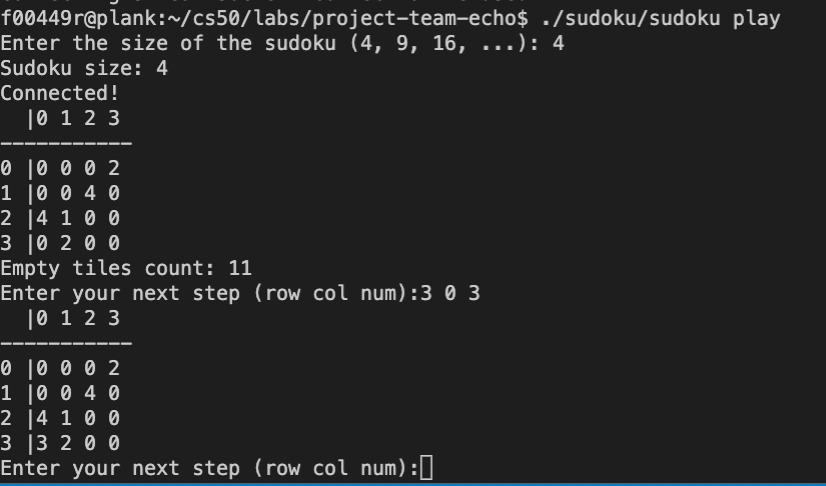 f00449r@plank:~/cs50/labs/project-team-echo$ ./sudoku/sudoku play
Enter the size of the sudoku (4, 9, 16, ...): 4
Sudoku size: 4
Connected!
  |0 1 2 3
-----------
0 |0 0 0 2
1 |0 0 4 0
2 |4 1 0 0
3 |0 2 0 0
Empty tiles count: 11
Enter your next step (row col num):3 0 3
  |0 1 2 3
-----------
0 |0 0 0 2
1 |0 0 4 0
2 |4 1 0 0
3 |3 2 0 0
Enter your next step (row col num):